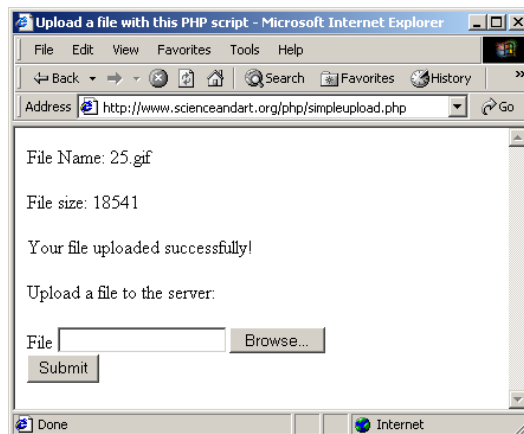 Upload a file with this PHP script - Microsoft Internet Explorer
File Edit View Favorites Tools Help
Back Search Favorites History »
Address http://www.scienceandart.org/php/simpleupload.php Go
File Name: 25.gif
File size: 18541
Your file uploaded successfully!
Upload a file to the server:
File Browse...
Submit
Done Internet